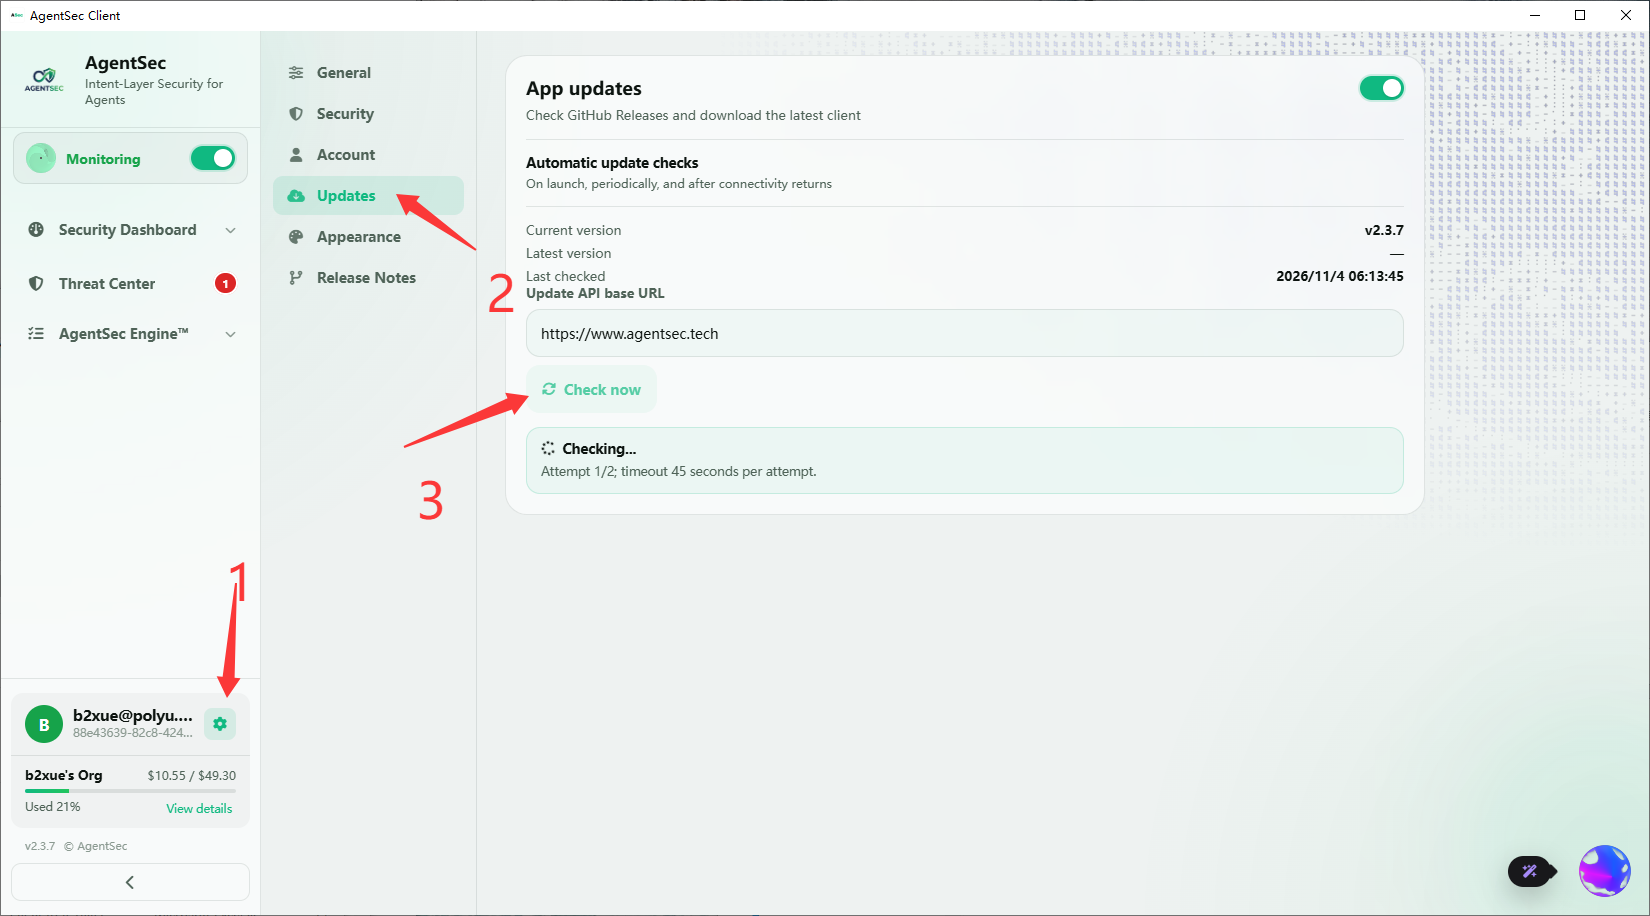 AgentSec Client
AgentSec
Intent-Layer Security for
Agents
AGENTSEC
Monitoring
Security Dashboard
Threat Center
1
AgentSec Engine™
1
b2xue@polyu....
B
88e43639-82c8-424...
b2xue's Org
$10.55 / $49.30
Used 21%
View details
v2.3.7 © AgentSec
General
Security
Account
Updates
Appearance
Release Notes
2
3
App updates
Check GitHub Releases and download the latest client
Automatic update checks
On launch, periodically, and after connectivity returns
Current version
v2.3.7
Latest version
—
Last checked
2026/11/4 06:13:45
Update API base URL
https://www.agentsec.tech
Check now
Checking...
Attempt 1/2; timeout 45 seconds per attempt.